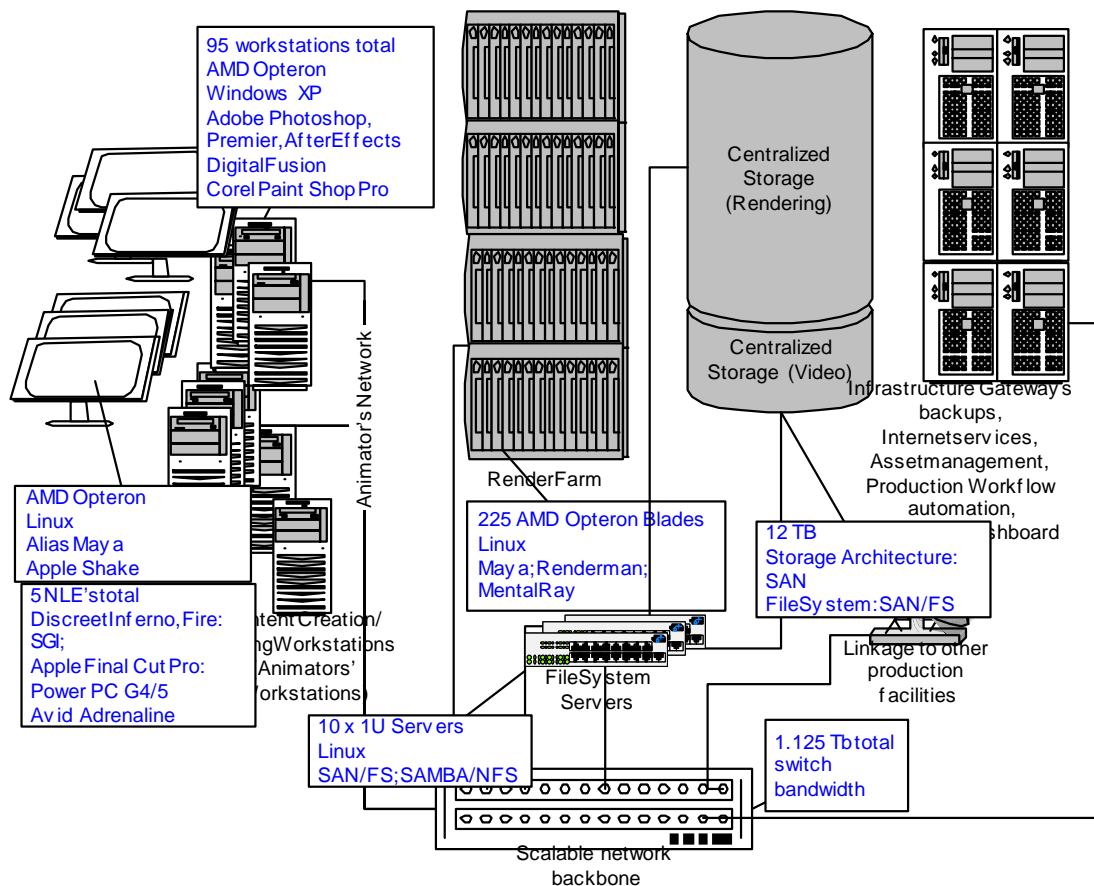 95 workstations total
AMD Opteron
Windows XP
Adobe Photoshop,
Premier, AfterEffects
DigitalFusion
Corel Paint Shop Pro
Animator's Network
AMD Opteron
Linux
Alias Maya
Apple Shake
5 NLE's total
Discreet Inferno, Fire:
SGI;
Apple Final Cut Pro:
Power PC G4/5
Avid Adrenaline
Creation/
Workstations
Animators'
RenderFarm
225 AMD Opteron Blades
Linux
Maya; Renderman;
MentalRay
Centralized
Storage
(Rendering)
Centralized
Storage (Video)
Infrastructure Gateway's
backups,
Internet services,
Asset management,
Production Workflow
automation,
12 TB
Storage Architecture:
SAN
FileSystem: SAN/FS
Linkage to other
production
facilities
FileSystem
Servers
10 x 1U Servers
Linux
SAN/FS; SAMBA/NFS
1.125 Tb total
switch
bandwidth
Scalable network
backbone